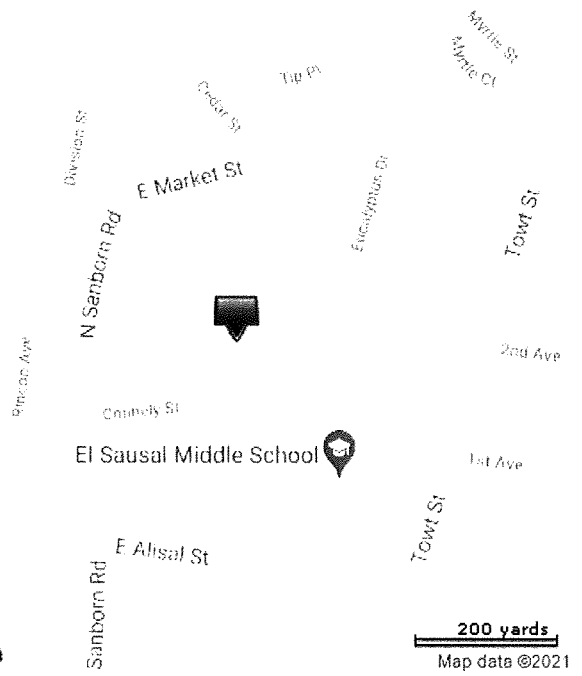 Myrtle St
Myrtle Ct
Tip Pl
Cedar St
Division St
E Market St
Eucalyptus Dr
Towt St
N Sanborn Rd
2nd Ave
Rincon Ave
Connely St
El Sausal Middle School
1st Ave
Towt St
E Alisal St
Sanborn Rd
200 yards
Map data ©2021